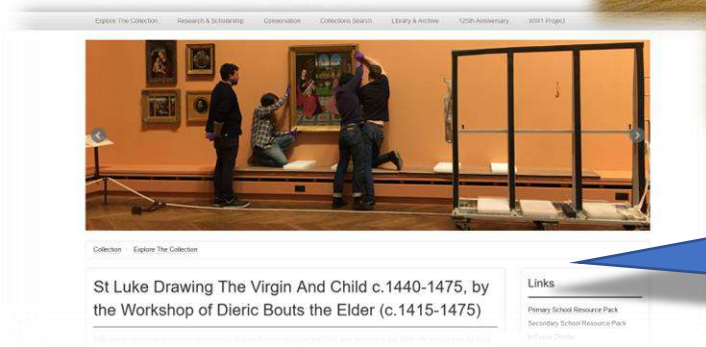 Explore The Collection Research & Scholarship Conservation Collections Search Library & Archive 125th Anniversary WW1 Project
Collection Explore The Collection
St Luke Drawing The Virgin And Child c.1440-1475, by
the Workshop of Dieric Bouts the Elder (c.1415-1475)
Links
Primary School Resource Pack
Secondary School Resource Pack